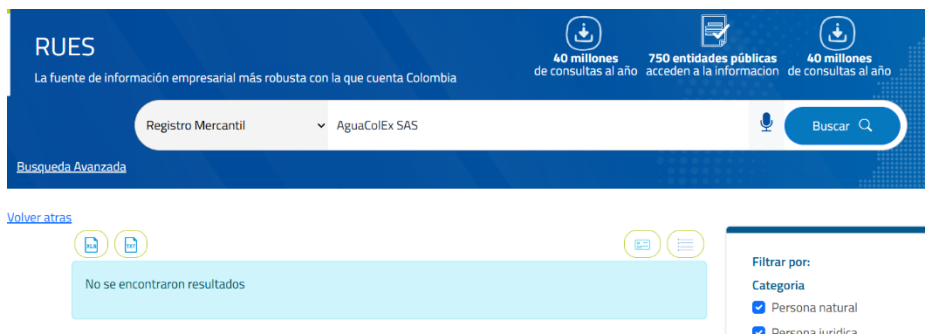 RUES
La fuente de información empresarial más robusta con la que cuenta Colombia
40 millones
de consultas al año
750 entidades públicas
acceden a la informacion
40 millones
de consultas al año
Registro Mercantil
AguaColEx SAS
Buscar
Busqueda Avanzada
Volver atras
XLS
TXT
No se encontraron resultados
Filtrar por:
Categoria
Persona natural
Persona juridica